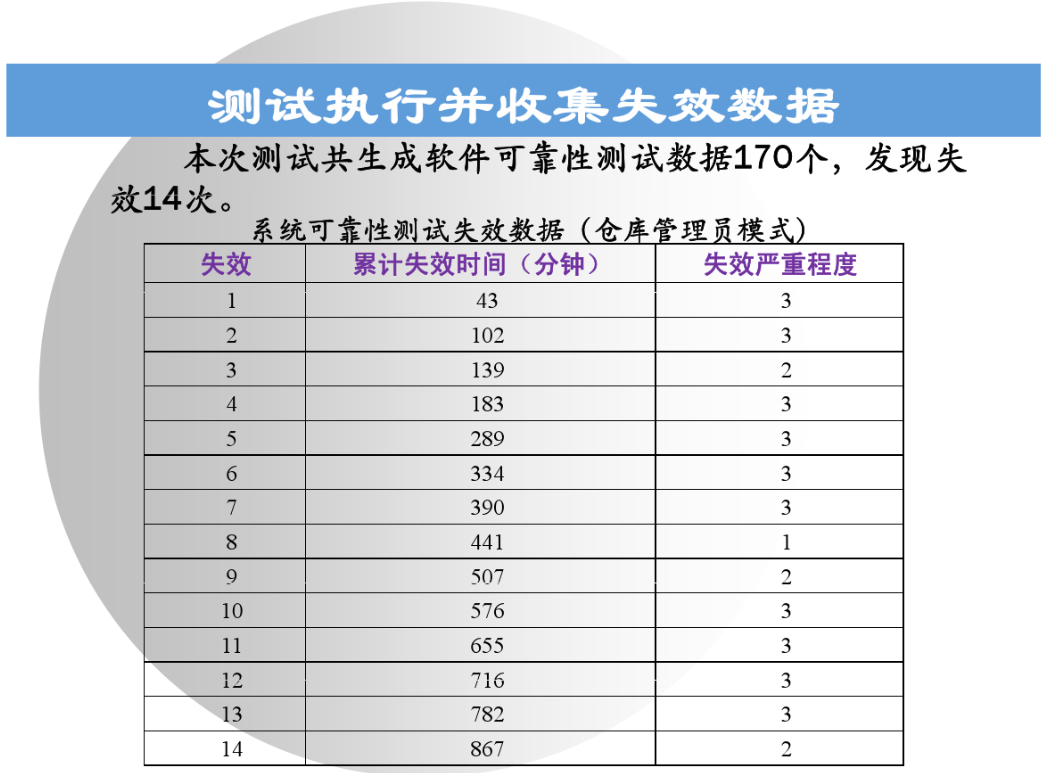 测试执行并收集失效数据
本次测试共生成软件可靠性测试数据170个，发现失
效14次。
系统可靠性测试失效数据（仓库管理员模式）
失效 累计失效时间（分钟） 失效严重程度
1 43 3
2 102 3
3 139 2
4 183 3
5 289 3
6 334 3
7 390 3
8 441 1
9 507 2
10 576 3
11 655 3
12 716 3
13 782 3
14 867 2